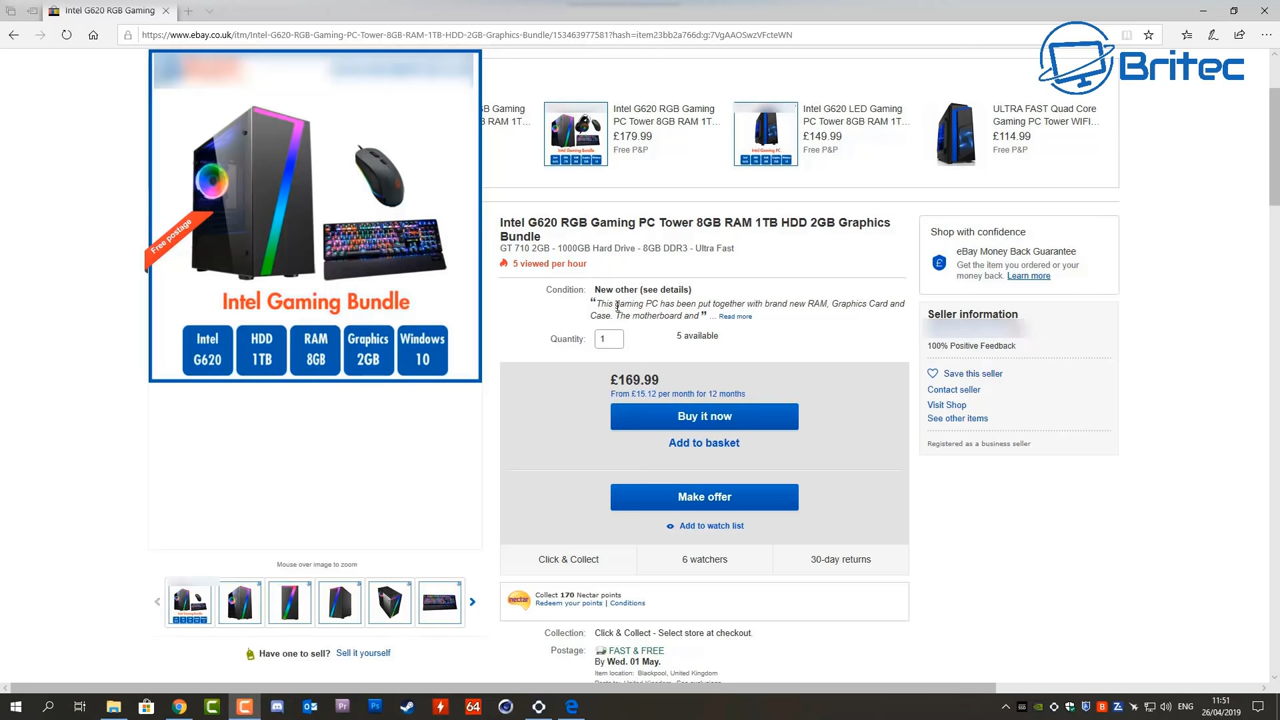 Intel G620 RGB Gaming P
https://www.ebay.co.uk/itm/Intel-G620-RGB-Gaming-PC-Tower-8GB-RAM-1TB-HDD-2GB-Graphics-Bundle/153463977581?hash=item23bb2a766d:g:7VgAAOSwzVFcteWN
Britec
GB Gaming
B RAM 1T...
Intel G620 RGB Gaming
PC Tower 8GB RAM 1T...
£179.99
Free P&P
Intel G620 LED Gaming
PC Tower 8GB RAM 1T...
£149.99
Free P&P
ULTRA FAST Quad Core
Gaming PC Tower WIFI...
£114.99
Free P&P
Free postage
Intel Gaming Bundle
Intel G620
HDD 1TB
RAM 8GB
Graphics 2GB
Windows 10
Intel G620 RGB Gaming PC Tower 8GB RAM 1TB HDD 2GB Graphics
Bundle
GT 710 2GB - 1000GB Hard Drive - 8GB DDR3 - Ultra Fast
5 viewed per hour
Condition: New other (see details)
“This gaming PC has been put together with brand new RAM, Graphics Card and
Case. The motherboard and ” ... Read more
Quantity: 1 5 available
£169.99
From £15.12 per month for 12 months
Buy it now
Add to basket
Make offer
Add to watch list
Click & Collect 6 watchers 30-day returns
nectar
Collect 170 Nectar points
Redeem your points | Conditions
Collection: Click & Collect - Select store at checkout.
Postage: FAST & FREE
By Wed. 01 May.
Item location: Blackpool, United Kingdom
Shop with confidence
eBay Money Back Guarantee
Get the item you ordered or your
money back. Learn more
Seller information
100% Positive Feedback
Save this seller
Contact seller
Visit Shop
See other items
Registered as a business seller
Mouse over image to zoom
Have one to sell? Sell it yourself
64
11:51
26/04/2019